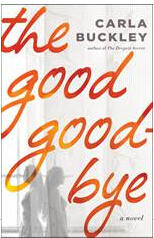 CARLA
BUCKLEY
author of The Deepest Secret
the
good
good-
bye
a novel